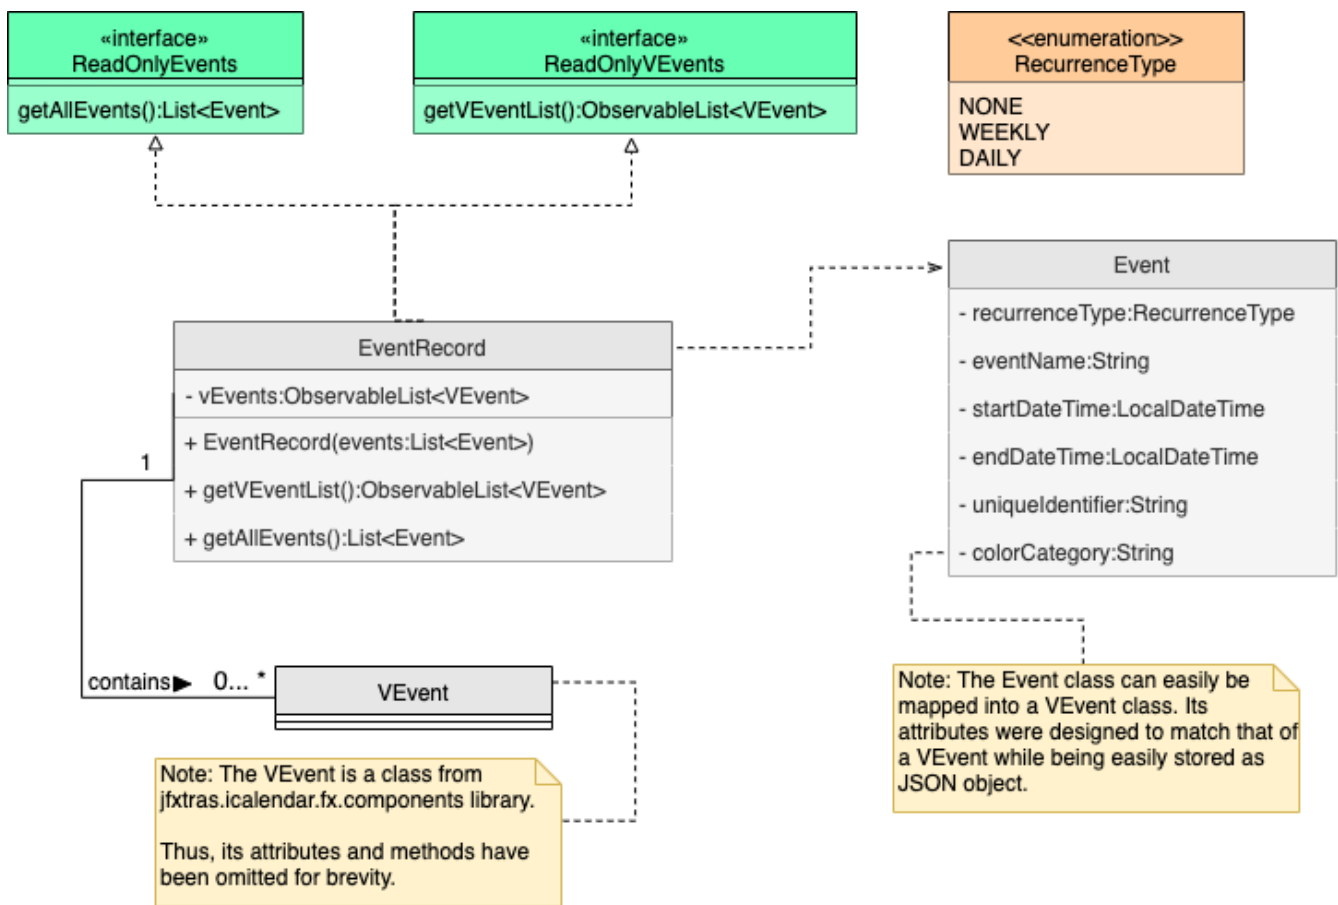 «interface»
ReadOnlyEvents
getAllEvents():List<Event>
«interface»
ReadOnlyVEvents
getVEventList():ObservableList<VEvent>
<<enumeration>>
RecurrenceType
NONE
WEEKLY
DAILY
Event
- recurrenceType:RecurrenceType
- eventName:String
- startDateTime:LocalDateTime
- endDateTime:LocalDateTime
- uniqueIdentifier:String
- colorCategory:String
EventRecord
- vEvents:ObservableList<VEvent>
+ EventRecord(events:List<Event>)
+ getVEventList():ObservableList<VEvent>
+ getAllEvents():List<Event>
1
contains 0... *
VEvent
Note: The VEvent is a class from
jfxtras.icalendar.fx.components library.
Thus, its attributes and methods have
been omitted for brevity.
Note: The Event class can easily be
mapped into a VEvent class. Its
attributes were designed to match that of
a VEvent while being easily stored as
JSON object.